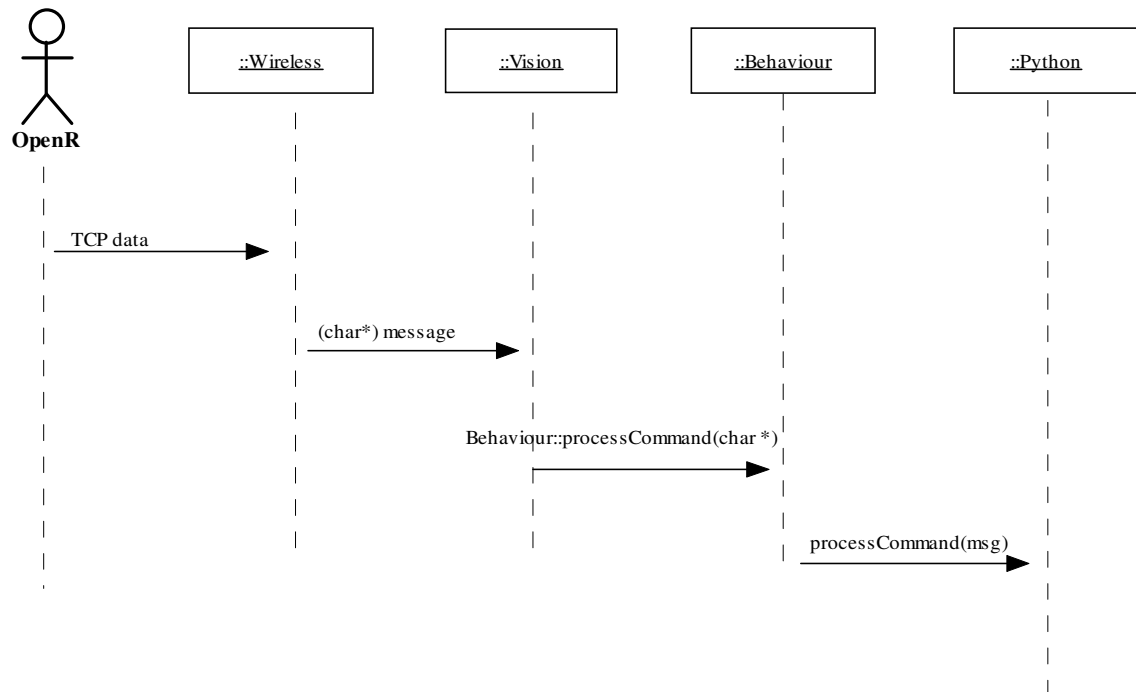 ::Wireless
::Vision
::Behaviour
::Python
OpenR
TCP data
(char*) message
Behaviour::processCommand(char *)
processCommand(msg)